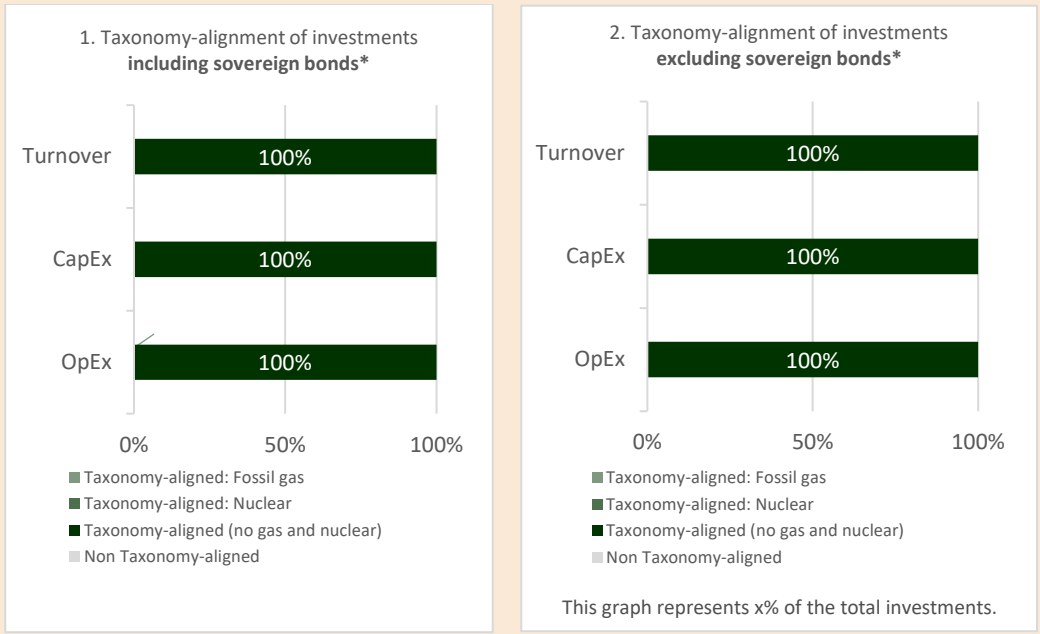 1. Taxonomy-alignment of investments
including sovereign bonds*
Turnover
100%
CapEx
100%
OpEx
100%
0% 50% 100%
Taxonomy-aligned: Fossil gas
Taxonomy-aligned: Nuclear
Taxonomy-aligned (no gas and nuclear)
Non Taxonomy-aligned
2. Taxonomy-alignment of investments
excluding sovereign bonds*
Turnover
100%
CapEx
100%
OpEx
100%
0% 50% 100%
Taxonomy-aligned: Fossil gas
Taxonomy-aligned: Nuclear
Taxonomy-aligned (no gas and nuclear)
Non Taxonomy-aligned
This graph represents x% of the total investments.